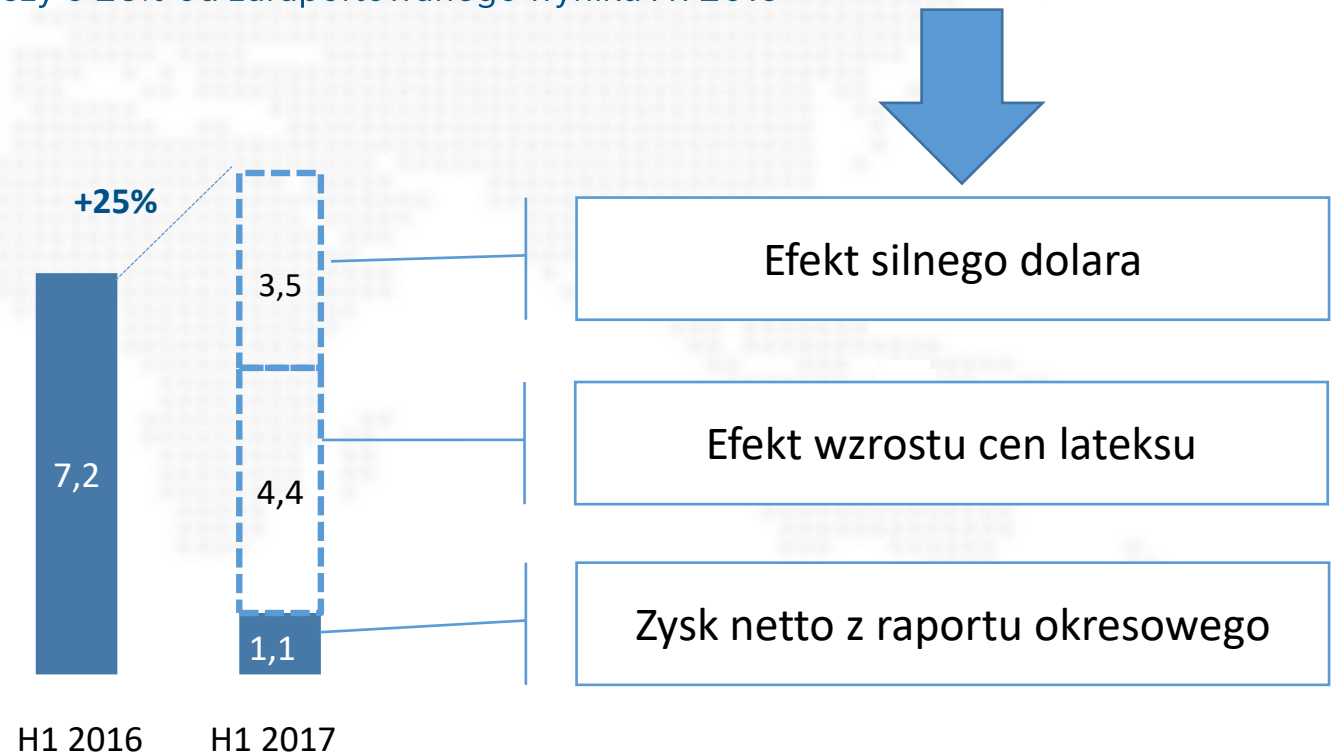 +25%
3,5
Efekt silnego dolara
7,2
4,4
Efekt wzrostu cen lateksu
1,1
Zysk netto z raportu okresowego
H1 2016
H1 2017